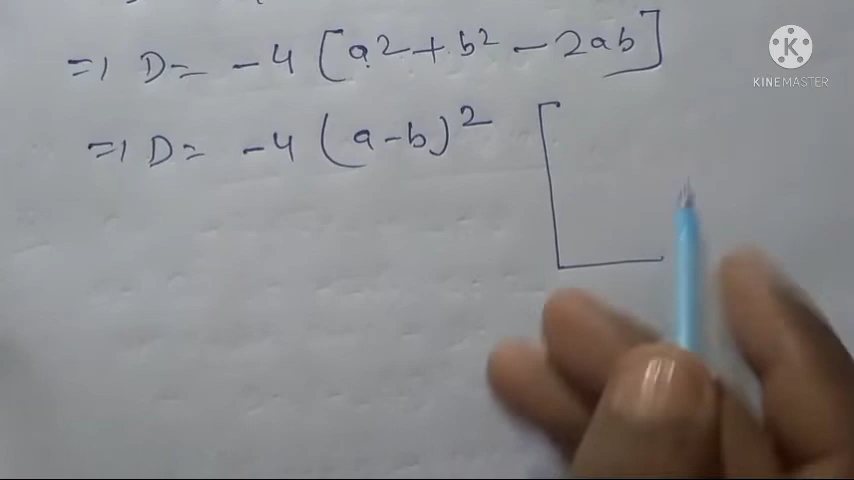 =) D = -4 [a2 + b2 - 2ab]
=) D = -4 (a-b)2
K
KINEMASTER